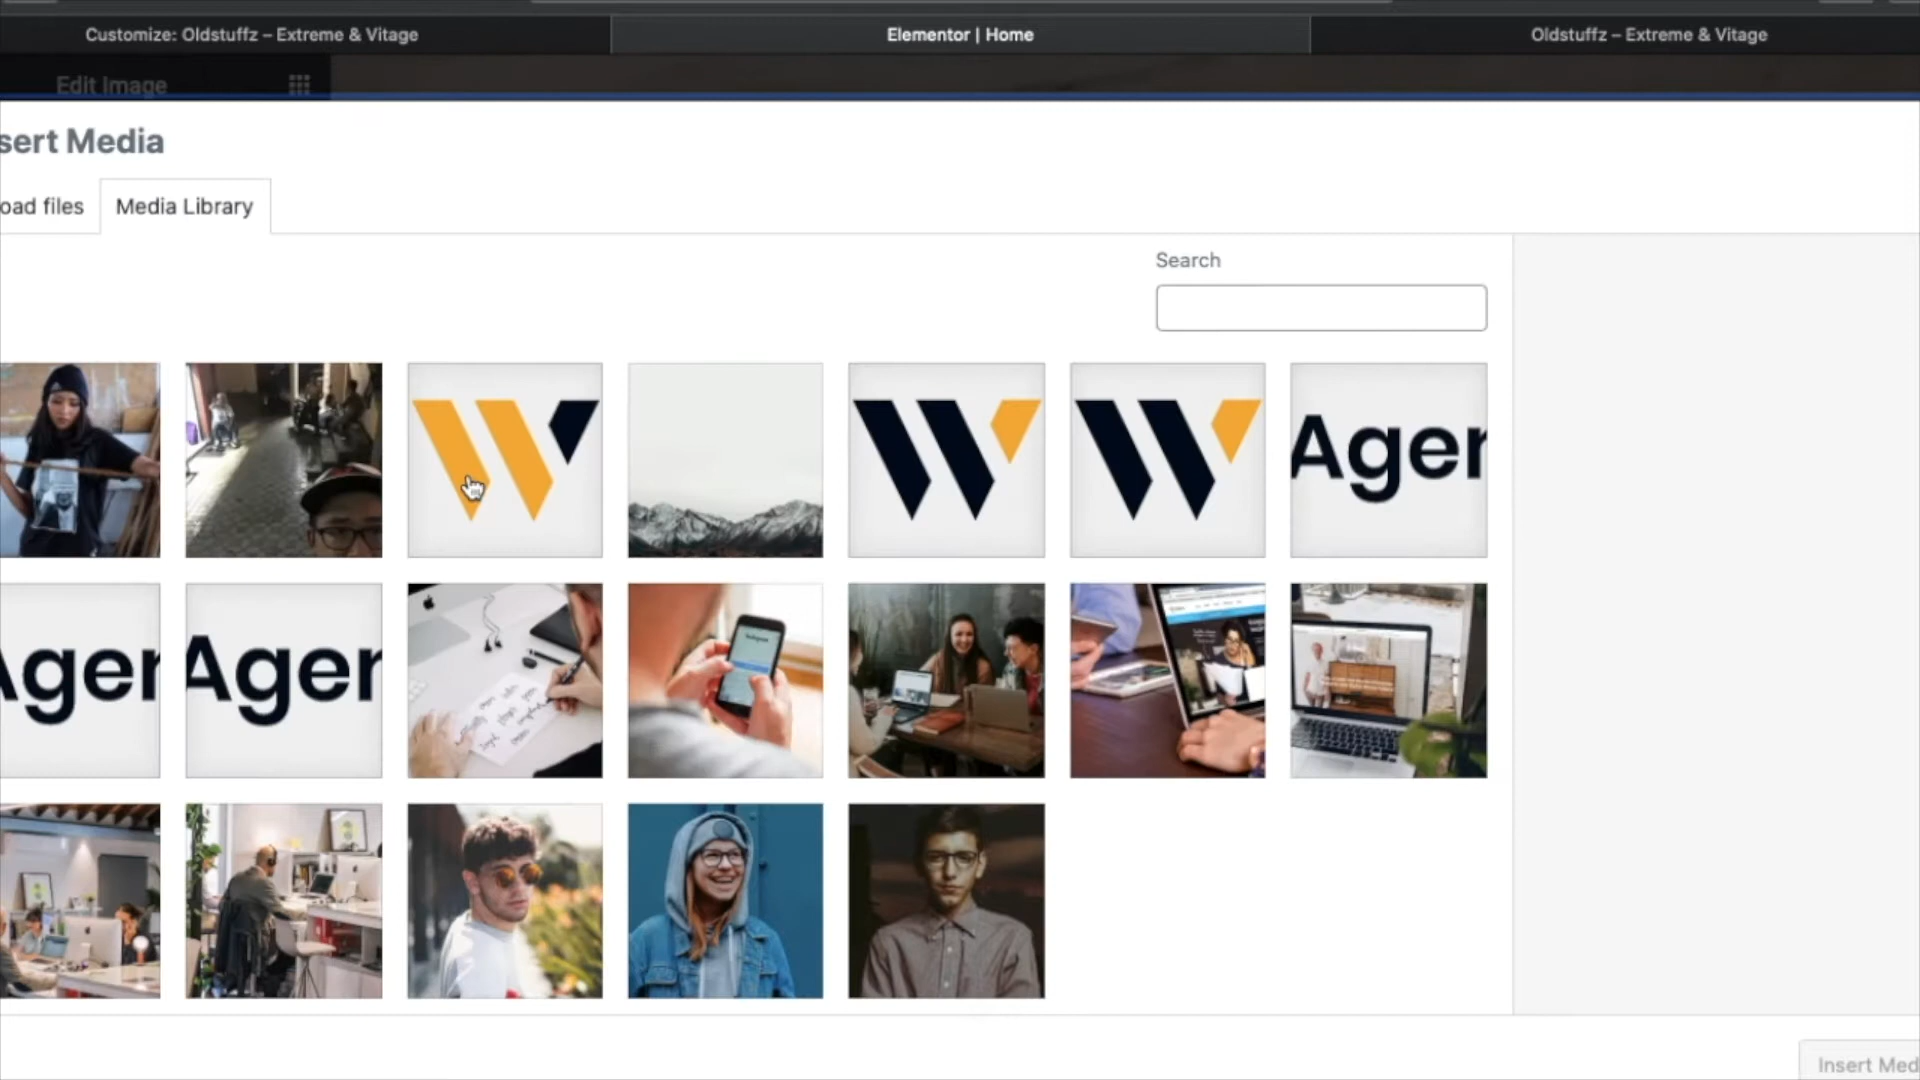 Customize: Oldstuffz – Extreme & Vitage
Elementor | Home
Oldstuffz – Extreme & Vitage
Edit Image
sert Media
oad files
Media Library
Search
Ager
Ager
Ager
Insert Med